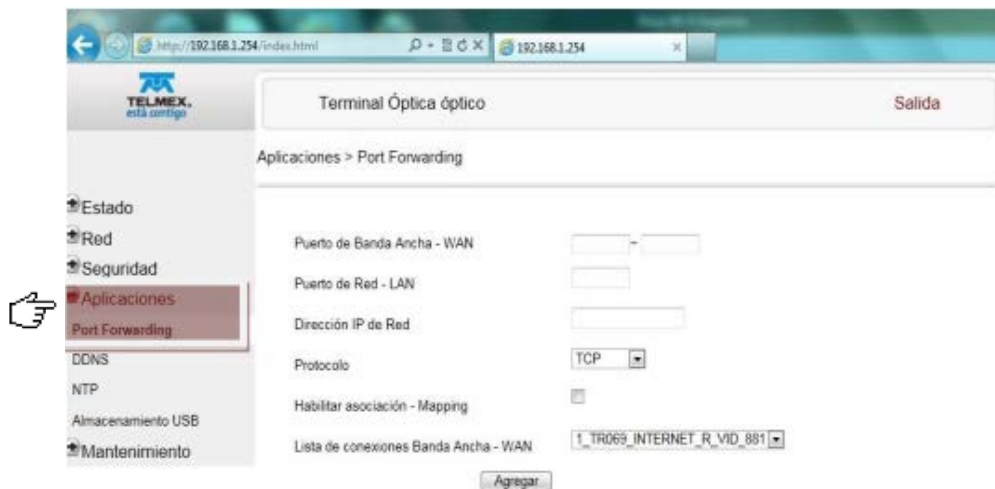 http://192.168.1.254/index.html
192.168.1.254
TELMEX.
está contigo
Terminal Óptica óptico
Salida
Aplicaciones > Port Forwarding
Estado
Red
Seguridad
Aplicaciones
Port Forwarding
DDNS
NTP
Almacenamiento USB
Mantenimiento
Puerto de Banda Ancha - WAN
-
Puerto de Red - LAN
Dirección IP de Red
Protocolo
TCP
Habilitar asociación - Mapping
Lista de conexiones Banda Ancha - WAN
1_TR069_INTERNET_R_VID_881
Agregar